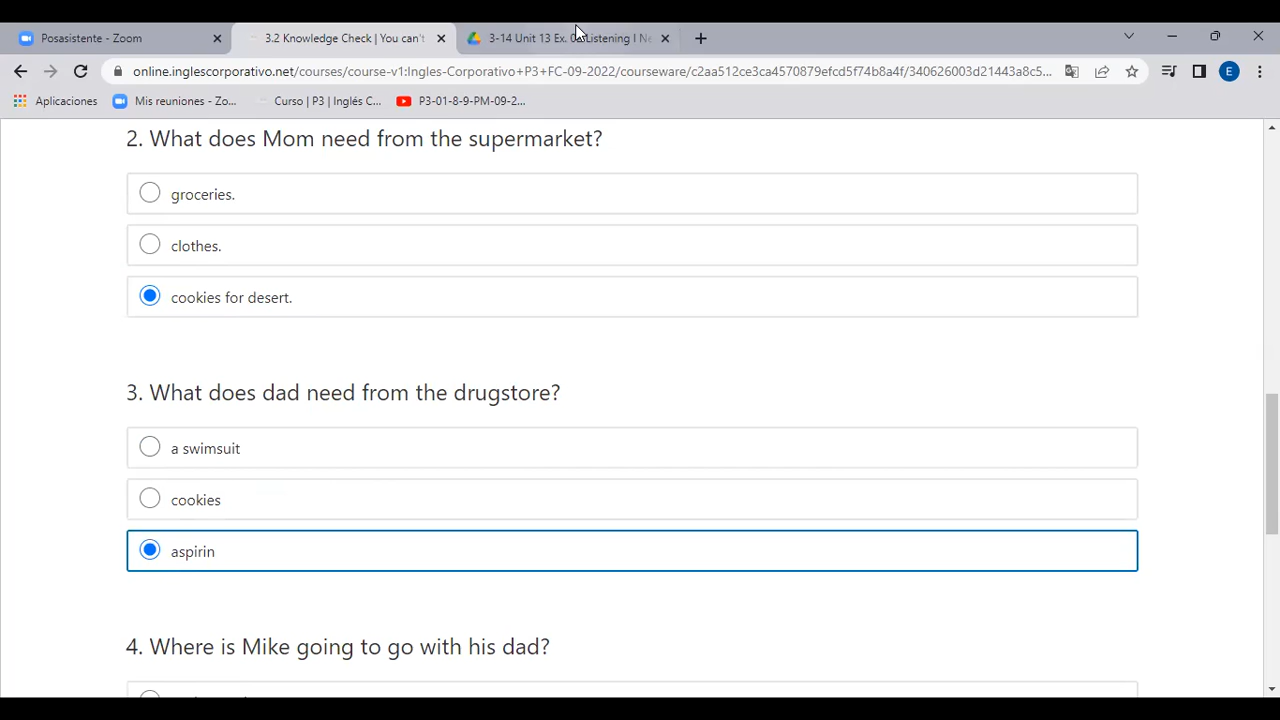 Posasistente - Zoom
3.2 Knowledge Check | You can't
3-14 Unit 13 Ex. 0 Listening I Ne
online.inglescorporativo.net/courses/course-v1:Ingles-Corporativo+P3+FC-09-2022/courseware/c2aa512ce3ca4570879efcd5f74b8a4f/340626003d21443a8c5...
E
Aplicaciones
Mis reuniones - Zo...
Curso | P3 | Inglés C...
P3-01-8-9-PM-09-2...
2. What does Mom need from the supermarket?
groceries.
clothes.
cookies for desert.
3. What does dad need from the drugstore?
a swimsuit
cookies
aspirin
4. Where is Mike going to go with his dad?